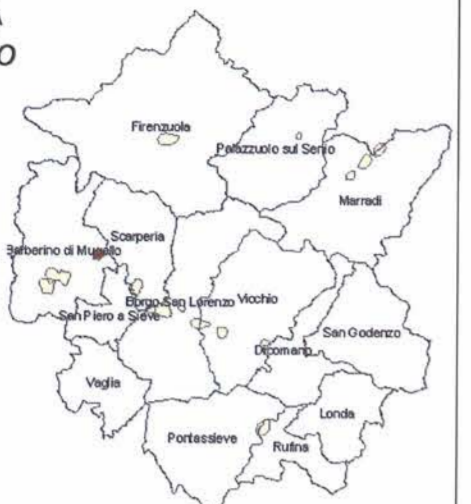 Firenzuola
Palazzuolo sul Senio
Marradi
Scarperia
Barberino di Mugello
Borgo San Lorenzo
Vicchio
San Piero a Sieve
San Godenzo
Dicomano
Vaglia
Londa
Pontassieve
Rufina